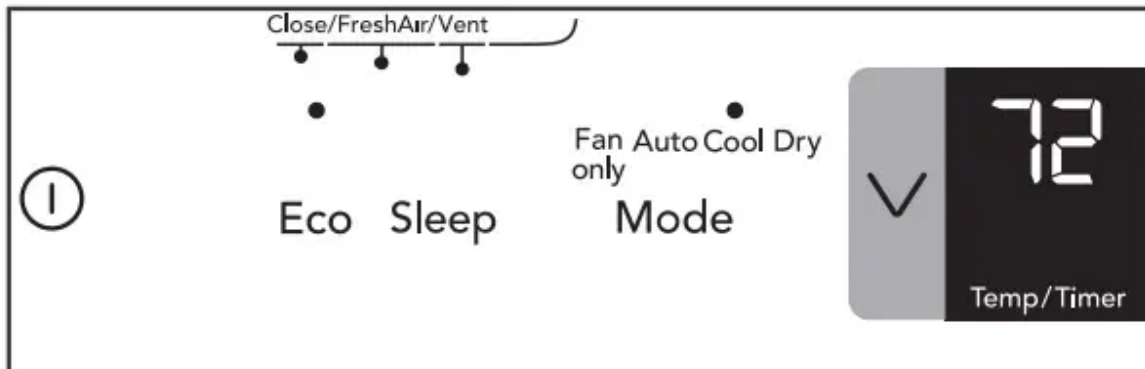 Close/FreshAir/Vent
72
Fan Auto Cool Dry
only
Eco Sleep Mode
Temp/Timer